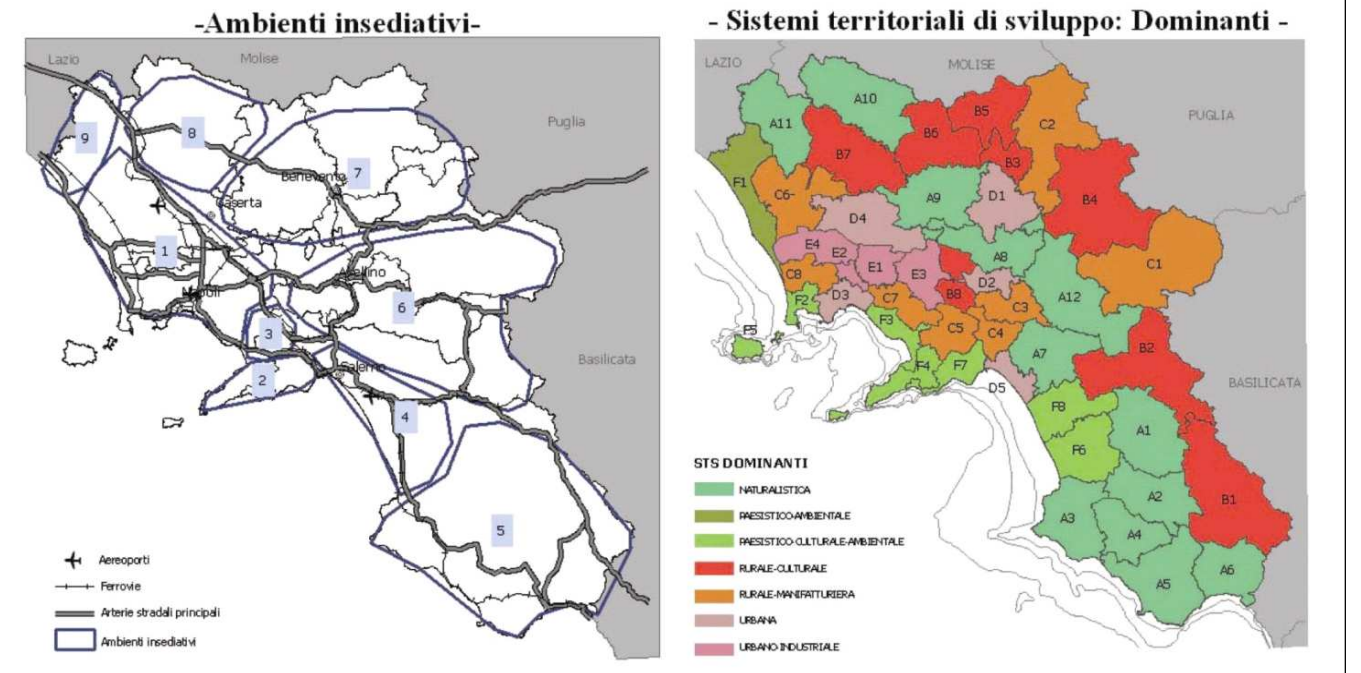 -Ambienti insediativi-
Lazio
Molise
Puglia
9
8
7
Benevento
Caserta
1
Avellino
Napoli
6
3
Basilicata
Salerno
2
4
5
Aereoporti
Ferrovie
Arterie stradali principali
Ambienti insediativi
- Sistemi territoriali di sviluppo: Dominanti -
LAZIO
MOLISE
PUGLIA
A10
B5
A11
B6
C2
B7
B3
F1
C6-
A9
D1
B4
D4
E4
E2
A8
C1
C8
E1
E3
D2
A12
F2
D3
C7
B8
C3
F3
C5
C4
F5
B2
A7
F4
F7
D5
BASILICATA
F8
A1
F6
A2
B1
A3
A4
A5
A6
STS DOMINANTI
NATURALISTICA
PAESISTICO-AMBIENTALE
PAESISTICO-CULTURALE-AMBIENTALE
RURALE-CULTURALE
RURALE-MANIFATTURIERA
URBANA
URBANO-INDUSTRIALE